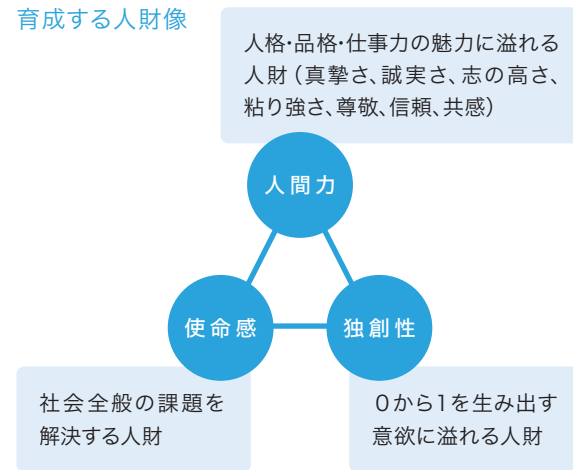 育成する人財像
人格・品格・仕事力の魅力に溢れる
人財（真摯さ、誠実さ、志の高さ、
粘り強さ、尊敬、信頼、共感）
人間力
使命感
独創性
社会全般の課題を
解決する人財
0から1を生み出す
意欲に溢れる人財